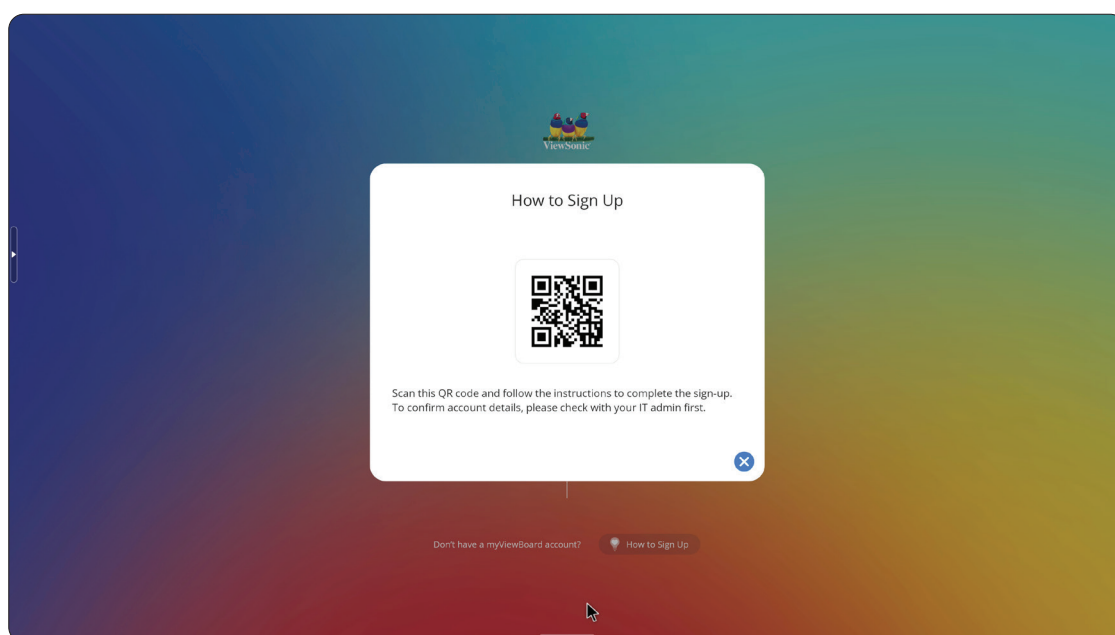 ViewSonic
How to Sign Up
Scan this QR code and follow the instructions to complete the sign-up.
To confirm account details, please check with your IT admin first.
Don't have a myViewBoard account?
How to Sign Up